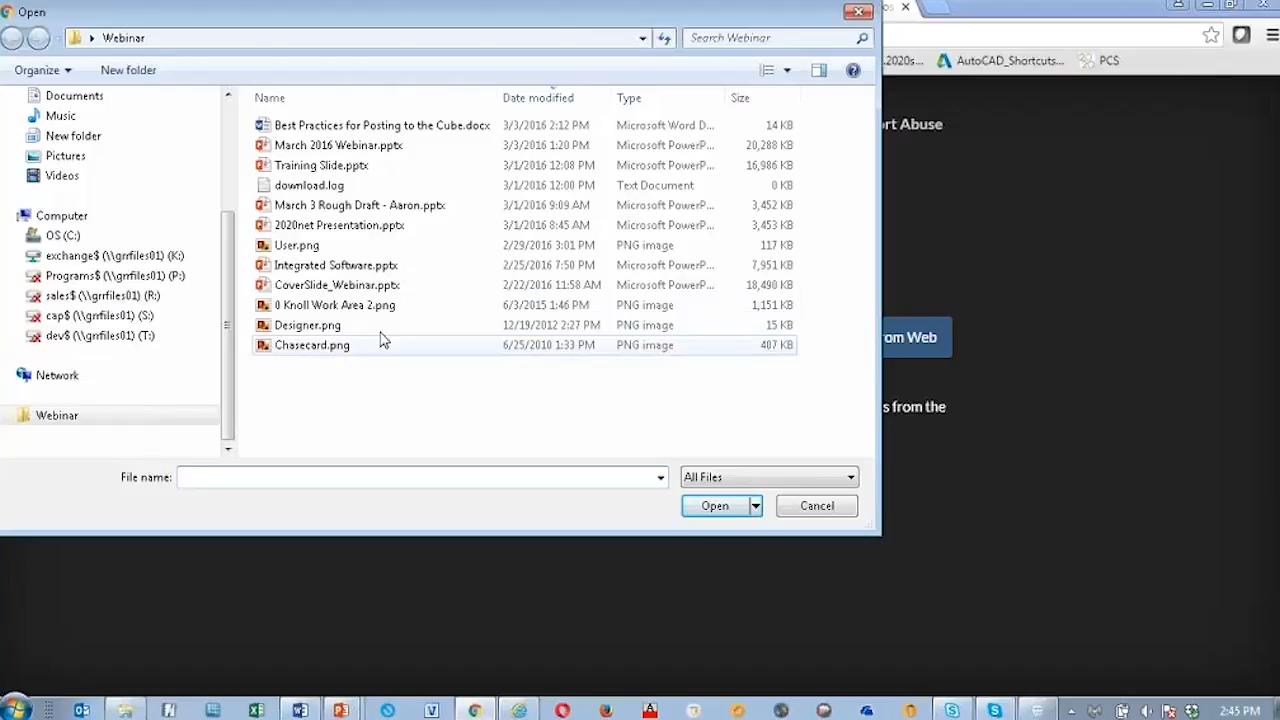 Open
os
Webinar
Search Webinar
Organize
New folder
.2020s...
AutoCAD_Shortcuts...
PCS
Name
Date modified
Type
Size
Documents
Music
New folder
Pictures
Videos
Computer
OS (C:)
exchange$ (\\grrfiles01) (K:)
Programs$ (\\grrfiles01) (P:)
sales$ (\\grrfiles01) (R:)
cap$ (\\grrfiles01) (S:)
dev$ (\\grrfiles01) (T:)
Network
Webinar
Best Practices for Posting to the Cube.docx 3/3/2016 2:12 PM Microsoft Word D... 14 KB
March 2016 Webinar.pptx 3/3/2016 1:20 PM Microsoft PowerP... 20,288 KB
Training Slide.pptx 3/1/2016 12:08 PM Microsoft PowerP... 16,986 KB
download.log 3/1/2016 12:00 PM Text Document 0 KB
March 3 Rough Draft - Aaron.pptx 3/1/2016 9:09 AM Microsoft PowerP... 3,452 KB
2020net Presentation.pptx 3/1/2016 8:45 AM Microsoft PowerP... 3,453 KB
User.png 2/29/2016 3:01 PM PNG image 117 KB
Integrated Software.pptx 2/25/2016 7:50 PM Microsoft PowerP... 7,951 KB
CoverSlide_Webinar.pptx 2/22/2016 11:58 AM Microsoft PowerP... 18,490 KB
0 Knoll Work Area 2.png 6/3/2015 1:46 PM PNG image 1,151 KB
Designer.png 12/19/2012 2:27 PM PNG image 15 KB
Chasecard.png 6/25/2010 1:33 PM PNG image 407 KB
ort Abuse
om Web
s from the
File name:
All Files
Open
Cancel
2:45 PM